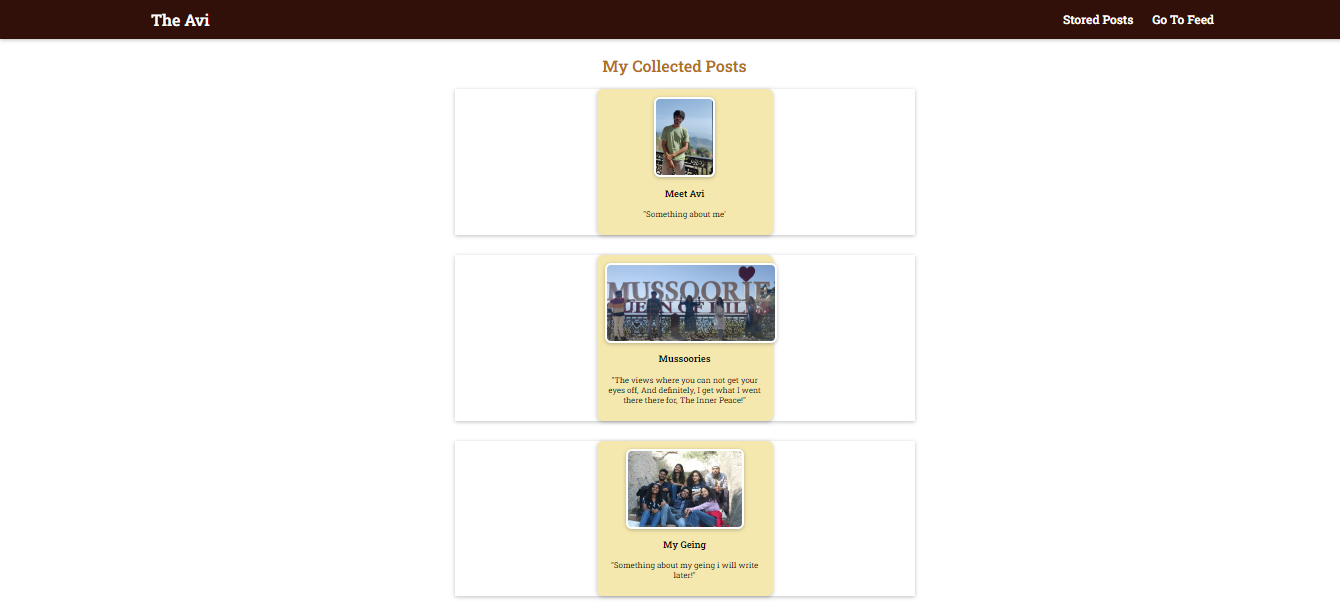 The Avi
Stored Posts
Go To Feed
My Collected Posts
Meet Avi
"Something about me'
MUSSOORIE
Mussoories
"The views where you can not get your
eyes off, And definitely, I get what I went
there there for, The Inner Peace!"
My Geing
"Something about my geing i will write
later!"